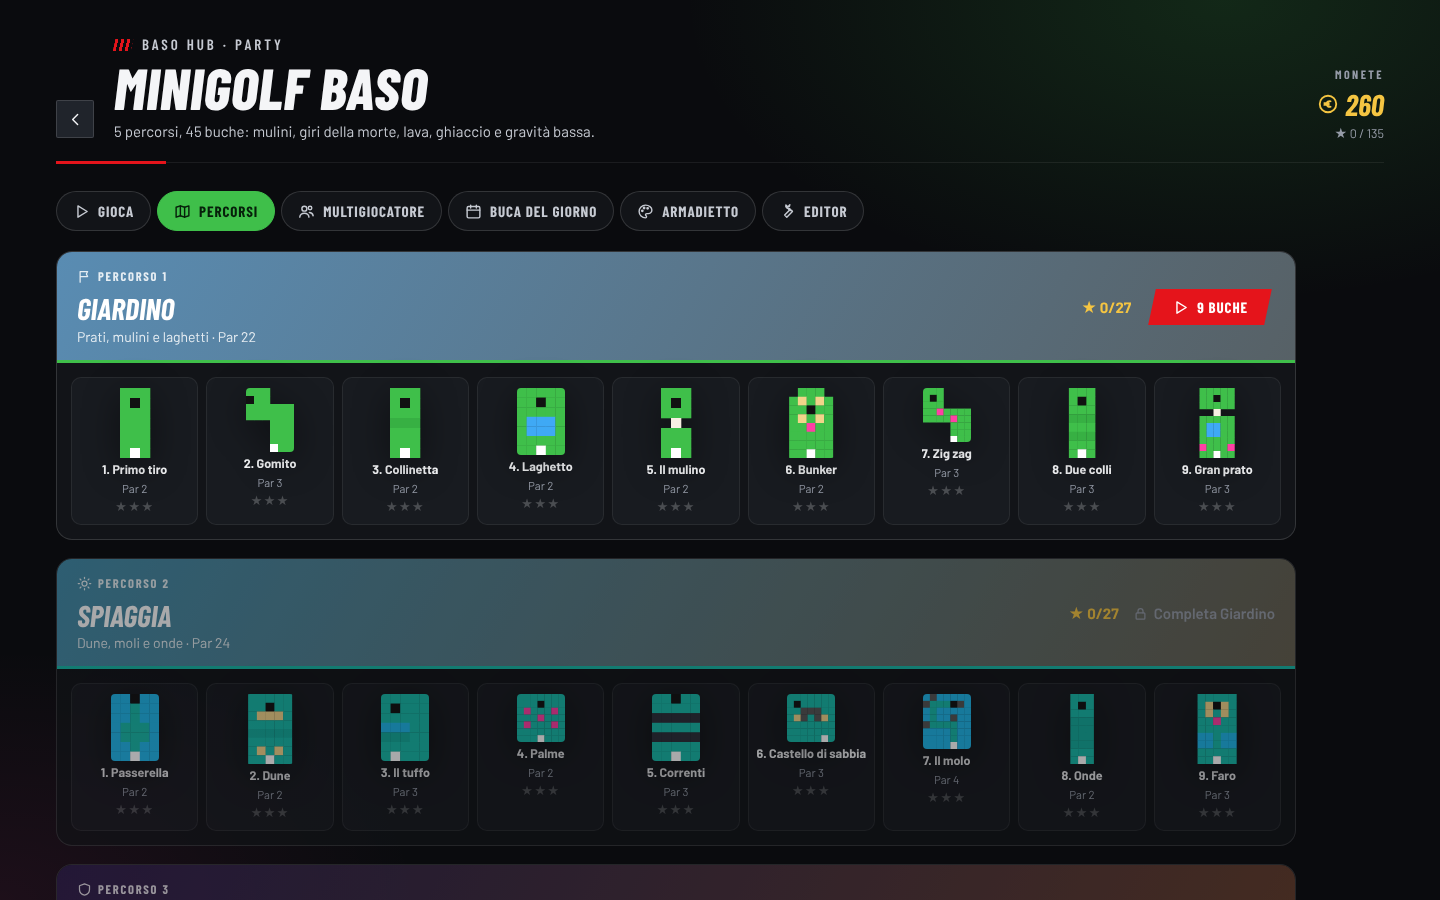 BASO HUB · PARTY
MINIGOLF BASO
5 percorsi, 45 buche: mulini, giri della morte, lava, ghiaccio e gravità bassa.
MONETE
260
★ 0 / 135
GIOCA
PERCORSI
MULTIGIOCATORE
BUCA DEL GIORNO
ARMADIETTO
EDITOR
PERCORSO 1
GIARDINO
Prati, mulini e laghetti · Par 22
★ 0/27
9 BUCHE
1. Primo tiro
Par 2
★★★
2. Gomito
Par 3
★★★
3. Collinetta
Par 2
★★★
4. Laghetto
Par 2
★★★
5. Il mulino
Par 2
★★★
6. Bunker
Par 2
★★★
7. Zig zag
Par 3
★★★
8. Due colli
Par 3
★★★
9. Gran prato
Par 3
★★★
PERCORSO 2
SPIAGGIA
Dune, moli e onde · Par 24
★ 0/27
Completa Giardino
1. Passerella
Par 2
★★★
2. Dune
Par 2
★★★
3. Il tuffo
Par 3
★★★
4. Palme
Par 2
★★★
5. Correnti
Par 3
★★★
6. Castello di sabbia
Par 3
★★★
7. Il molo
Par 4
★★★
8. Onde
Par 2
★★★
9. Faro
Par 3
★★★
PERCORSO 3